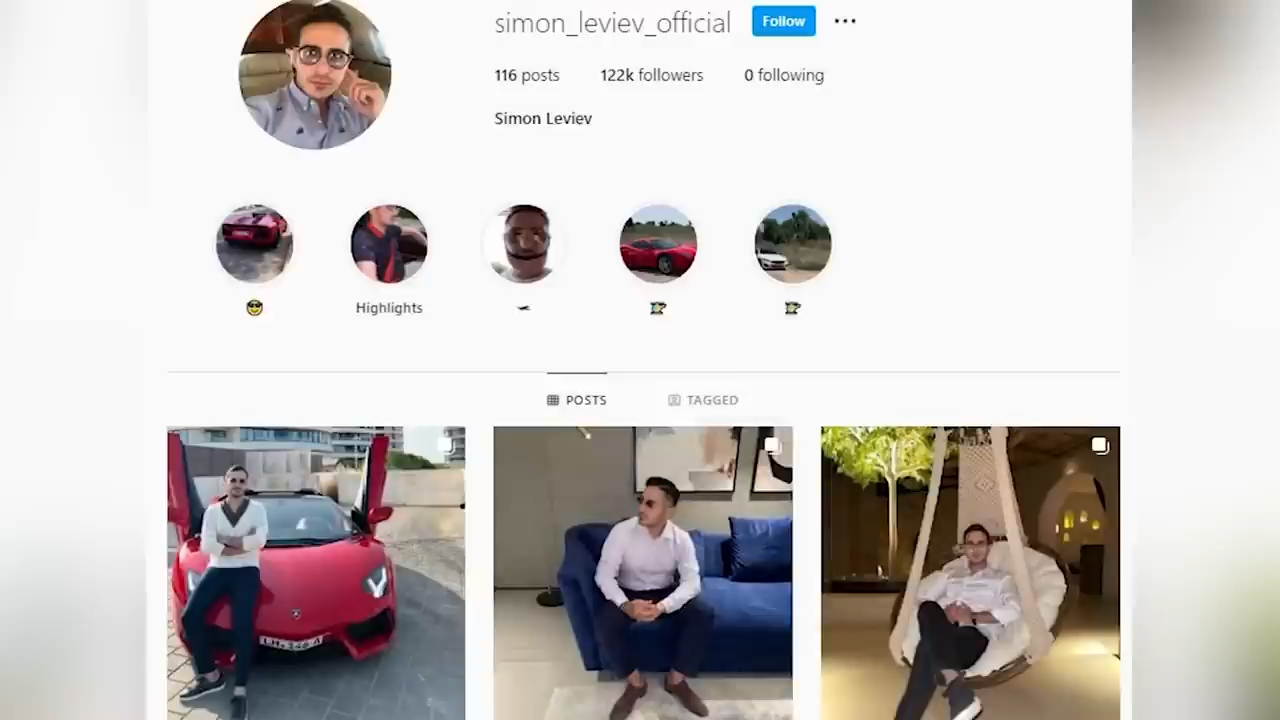 simon_leviev_official Follow
116 posts 122k followers 0 following
Simon Leviev
Highlights
POSTS TAGGED